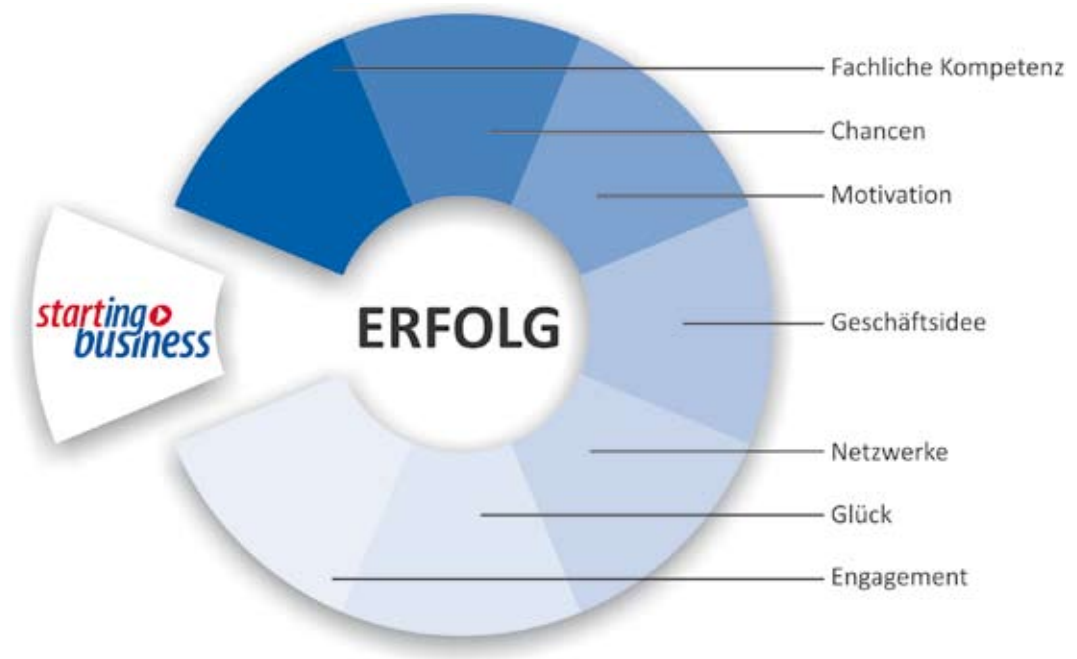 Fachliche Kompetenz
Chancen
Motivation
Geschäftsidee
Netzwerke
Glück
Engagement
ERFOLG
starting
business